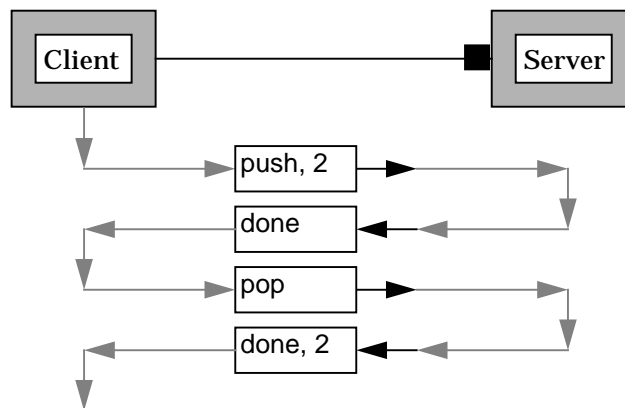 Client
Server
push, 2
done
pop
done, 2